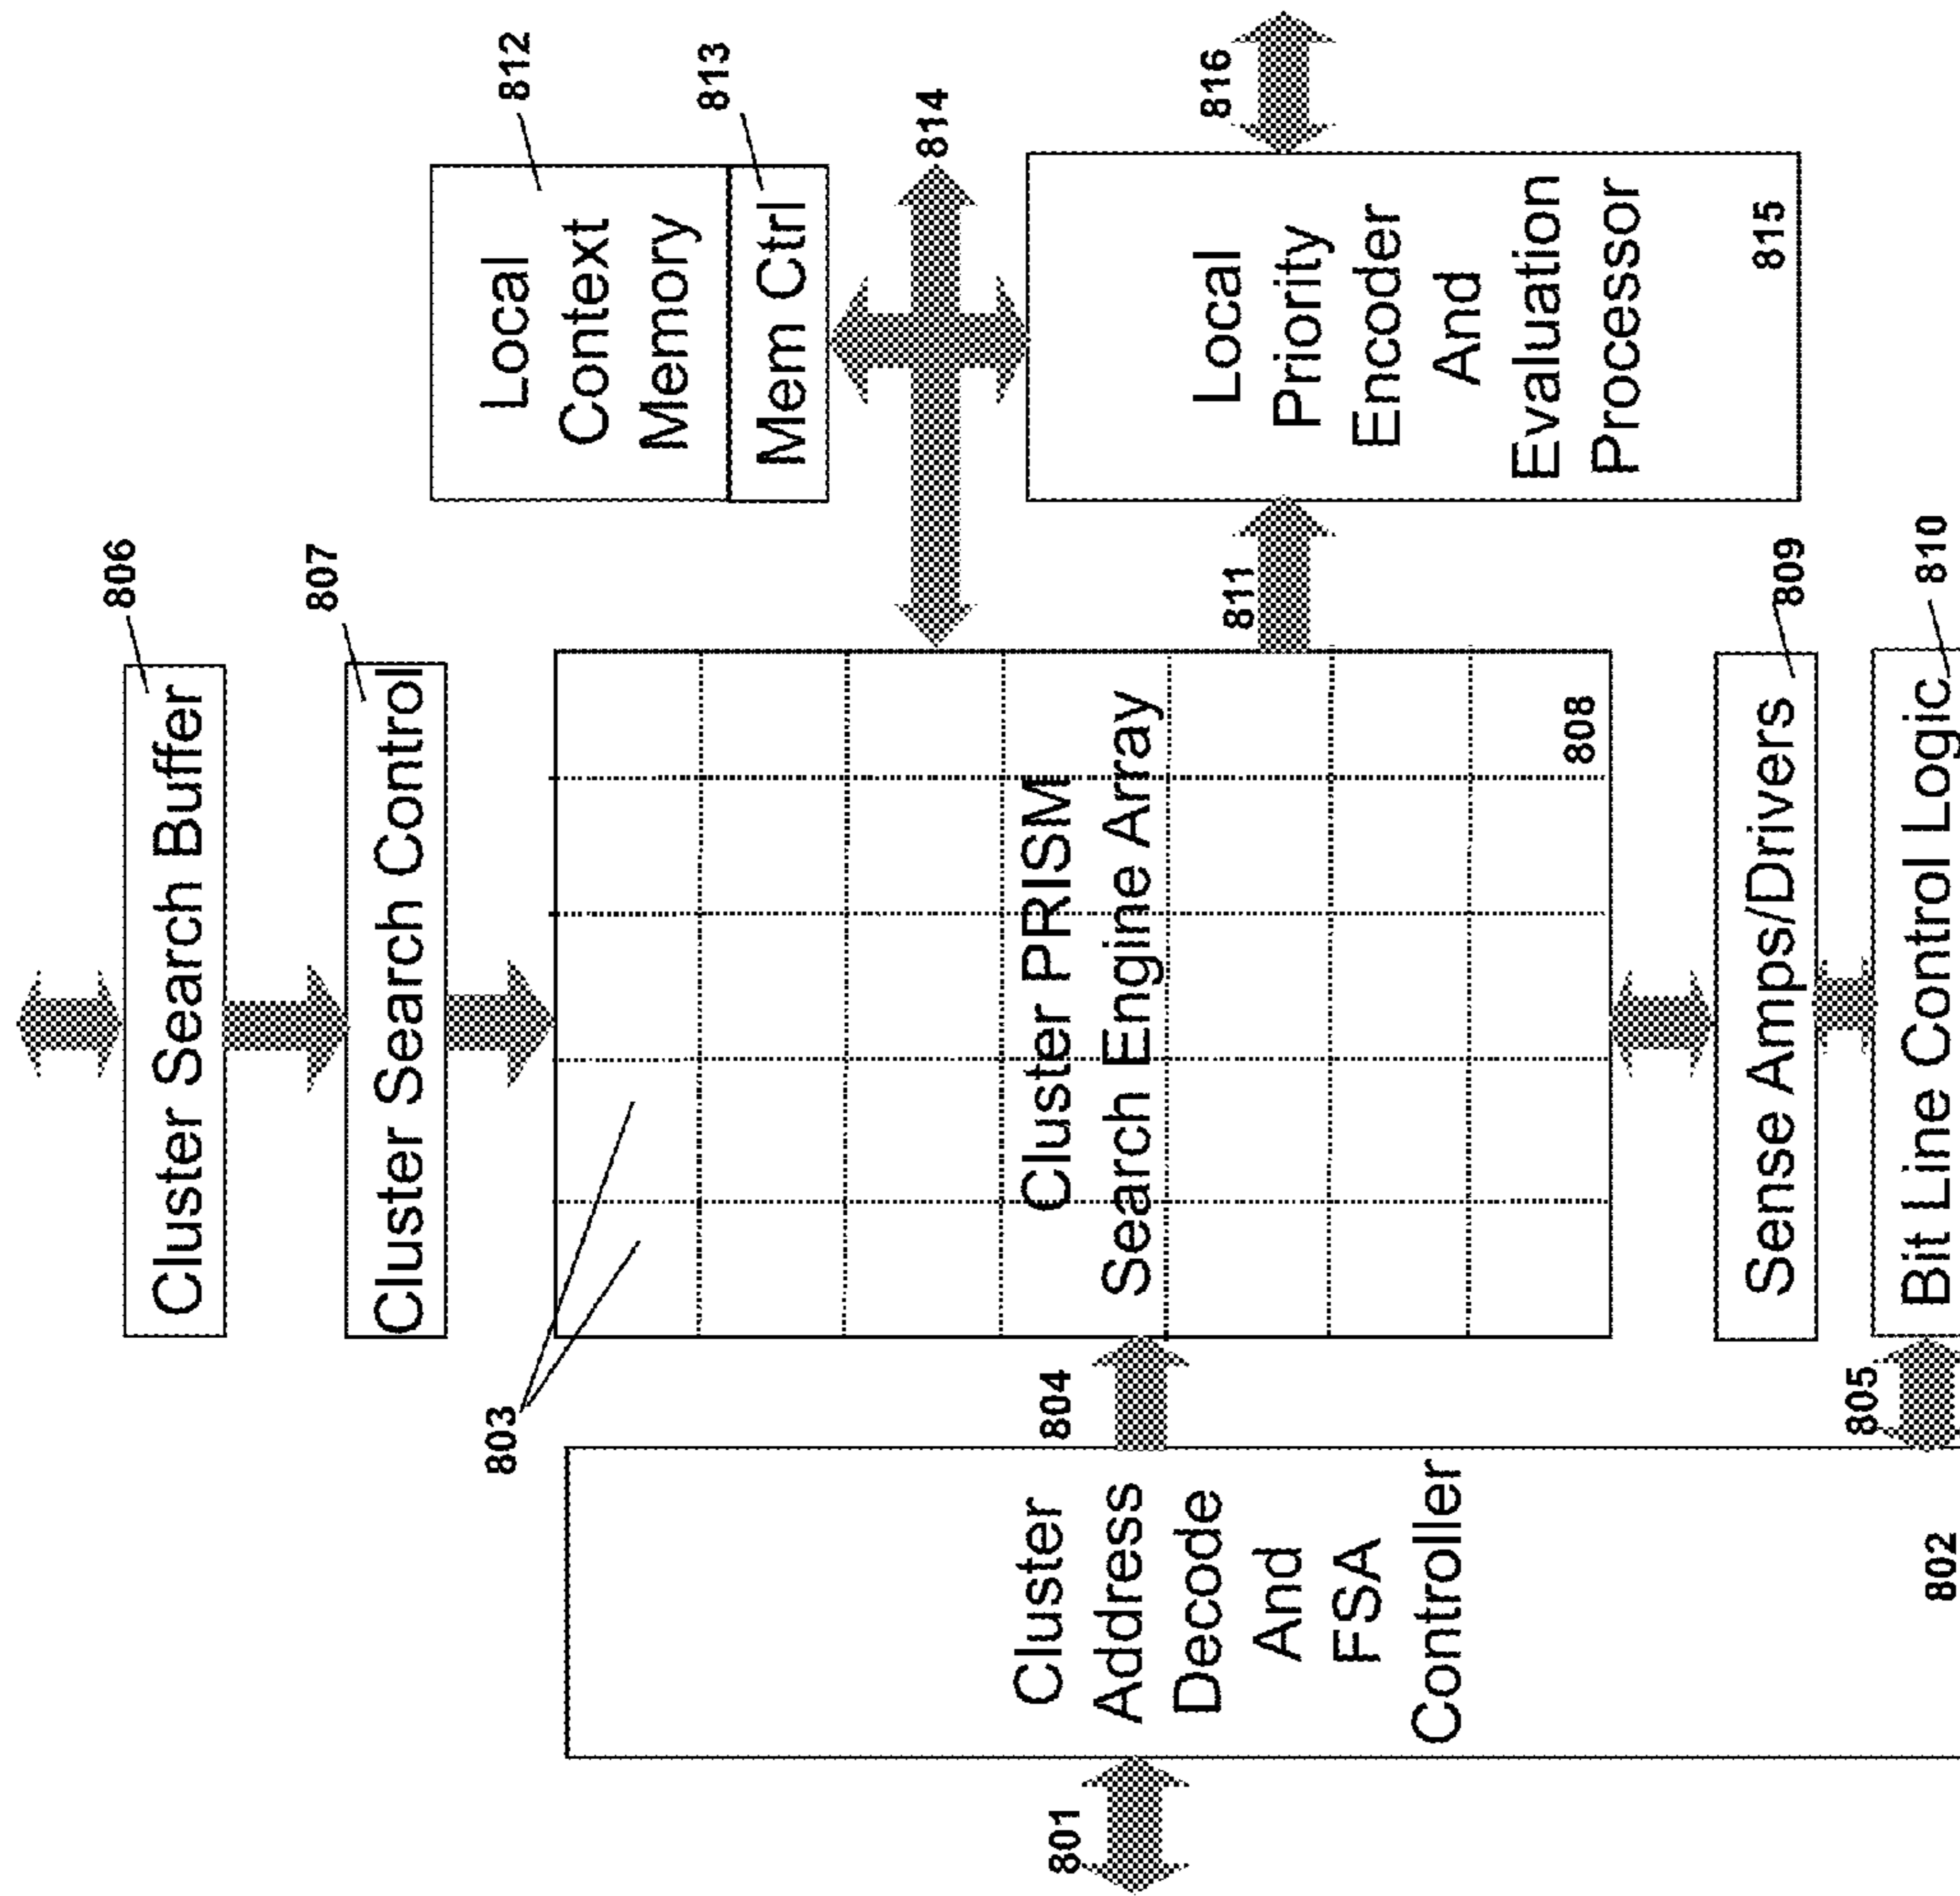 806
Cluster Search Buffer
807
Cluster Search Control
803
Cluster PRISM
Search Engine Array
808
Sense Amps/Drivers
809
Bit Line Control Logic
810
801
Cluster
Address
Decode
And
FSA
Controller
802
804
805
812
Local
Context
Memory
813
Mem Ctrl
814
811
Local
Priority
Encoder
And
Evaluation
Processor
815
816